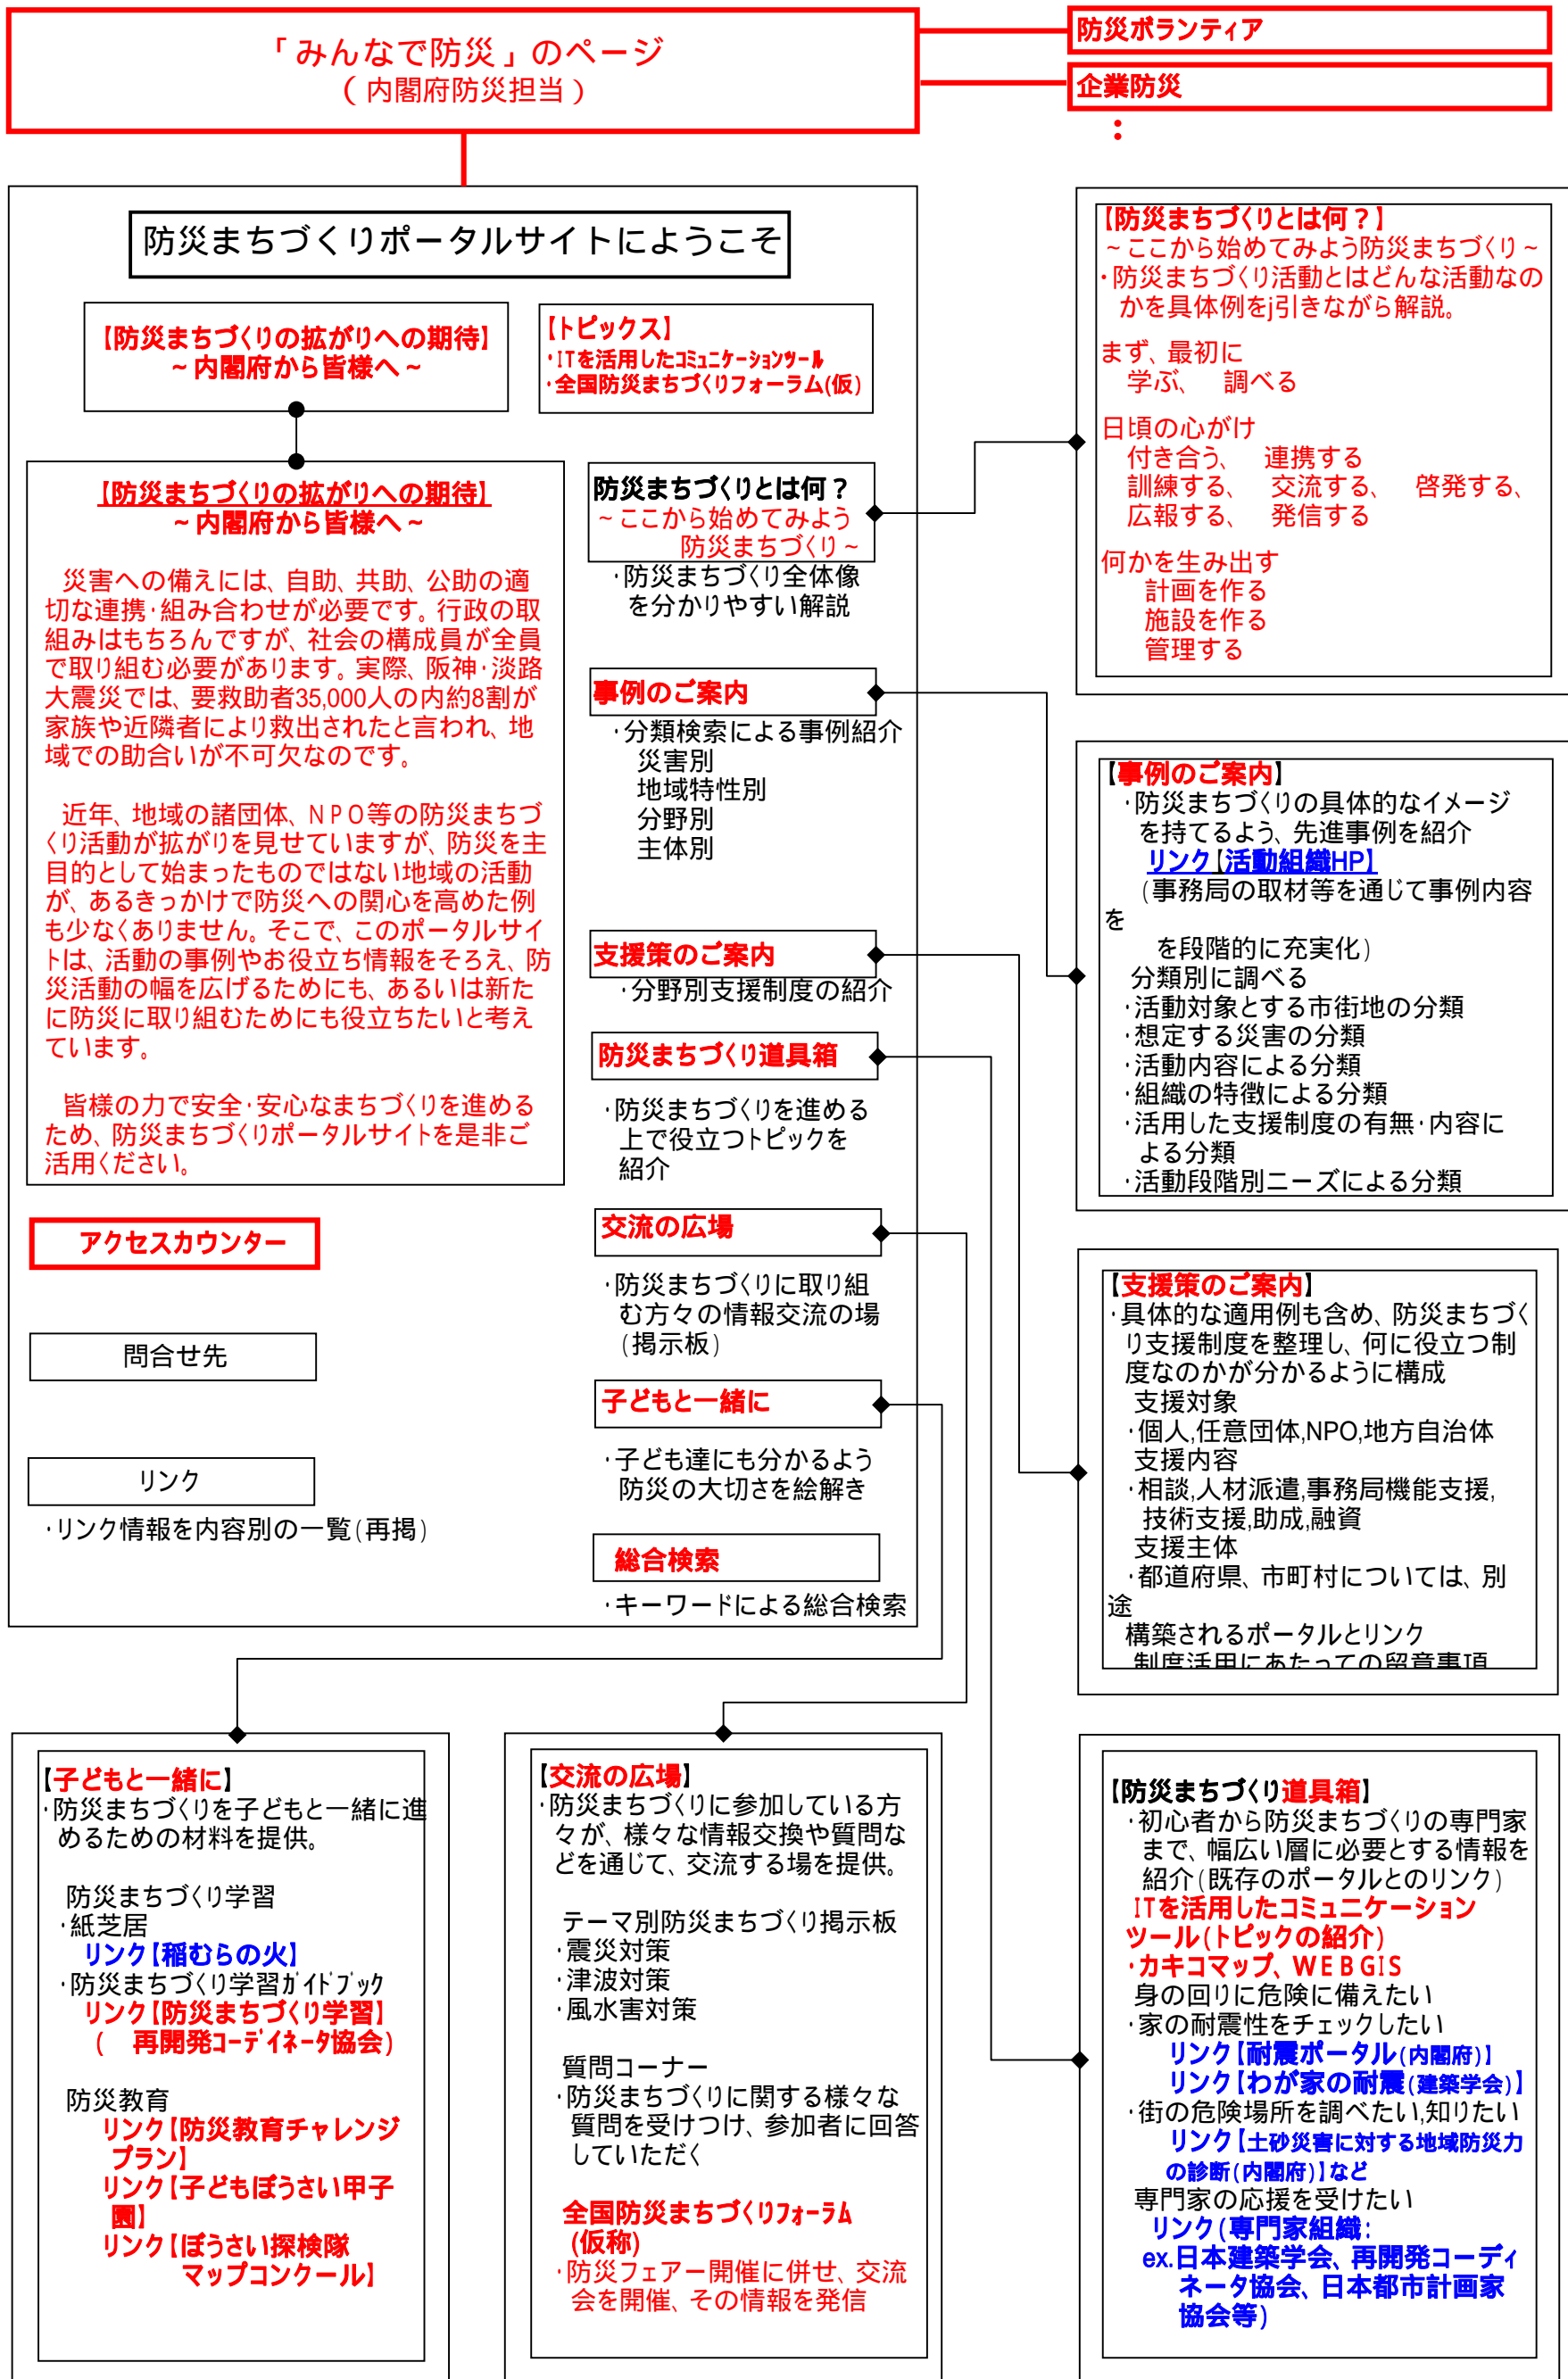 「みんなで防災」のページ
(内閣府防災担当)
防災ボランティア
企業防災
:
防災まちづくりポータルサイトにようこそ
【防災まちづくりの拡がりへの期待】
~内閣府から皆様へ~
【トピックス】
・ITを活用したコミュニケーションツール
・全国防災まちづくりフォーラム(仮)
【防災まちづくりの拡がりへの期待】
~内閣府から皆様へ~
災害への備えには、自助、共助、公助の適
切な連携・組み合わせが必要です。行政の取
組みはもちろんですが、社会の構成員が全員
で取り組む必要があります。実際、阪神・淡路
大震災では、要救助者35,000人の内約8割が
家族や近隣者により救出されたと言われ、地
域での助合いが不可欠なのです。
近年、地域の諸団体、NPO等の防災まちづ
くり活動が拡がりを見せていますが、防災を主
目的として始まったものではない地域の活動
が、あるきっかけで防災への関心を高めた例
も少なくありません。そこで、このポータルサイ
トは、活動の事例やお役立ち情報をそろえ、防
災活動の幅を広げるためにも、あるいは新た
に防災に取り組むためにも役立ちたいと考え
ています。
皆様の力で安全・安心なまちづくりを進める
ため、防災まちづくりポータルサイトを是非ご
活用ください。
アクセスカウンター
問合せ先
リンク
・リンク情報を内容別の一覧(再掲)
防災まちづくりとは何?
~ここから始めてみよう
防災まちづくり~
・防災まちづくり全体像
を分かりやすい解説
事例のご案内
・分類検索による事例紹介
災害別
地域特性別
分野別
主体別
支援策のご案内
・分野別支援制度の紹介
防災まちづくり道具箱
・防災まちづくりを進める
上で役立つトピックを
紹介
交流の広場
・防災まちづくりに取り組
む方々の情報交流の場
(掲示板)
子どもと一緒に
・子ども達にも分かるよう
防災の大切さを絵解き
総合検索
・キーワードによる総合検索
【防災まちづくりとは何?】
~ここから始めてみよう防災まちづくり~
・防災まちづくり活動とはどんな活動なの
かを具体例をj引きながら解説。
まず、最初に
学ぶ、 調べる
日頃の心がけ
付き合う、 連携する
訓練する、 交流する、 啓発する、
広報する、 発信する
何かを生み出す
計画を作る
施設を作る
管理する
【事例のご案内】
・防災まちづくりの具体的なイメージ
を持てるよう、先進事例を紹介
リンク【活動組織HP】
(事務局の取材等を通じて事例内容
を
を段階的に充実化)
分類別に調べる
・活動対象とする市街地の分類
・想定する災害の分類
・活動内容による分類
・組織の特徴による分類
・活用した支援制度の有無・内容に
よる分類
・活動段階別ニーズによる分類
【支援策のご案内】
・具体的な適用例も含め、防災まちづく
り支援制度を整理し、何に役立つ制
度なのかが分かるように構成
支援対象
・個人,任意団体,NPO,地方自治体
支援内容
・相談,人材派遣,事務局機能支援,
技術支援,助成,融資
支援主体
・都道府県、市町村については、別
途
構築されるポータルとリンク
制度活用にあたっての留意事項
【子どもと一緒に】
・防災まちづくりを子どもと一緒に進
めるための材料を提供。
防災まちづくり学習
・紙芝居
リンク【稲むらの火】
・防災まちづくり学習ガイドブック
リンク【防災まちづくり学習】
( 再開発コーディネータ協会)
防災教育
リンク【防災教育チャレンジ
プラン】
リンク【子どもぼうさい甲子
園】
リンク【ぼうさい探検隊
マップコンクール】
【交流の広場】
・防災まちづくりに参加している方
々が、様々な情報交換や質問な
どを通じて、交流する場を提供。
テーマ別防災まちづくり掲示板
・震災対策
・津波対策
・風水害対策
質問コーナー
・防災まちづくりに関する様々な
質問を受けつけ、参加者に回答
していただく
全国防災まちづくりフォーラム
(仮称)
・防災フェアー開催に併せ、交流
会を開催、その情報を発信
【防災まちづくり道具箱】
・初心者から防災まちづくりの専門家
まで、幅広い層に必要とする情報を
紹介(既存のポータルとのリンク)
ITを活用したコミュニケーション
ツール(トピックの紹介)
・カキコマップ、WEBGIS
身の回りに危険に備えたい
・家の耐震性をチェックしたい
リンク【耐震ポータル(内閣府)】
リンク【わが家の耐震(建築学会)】
・街の危険場所を調べたい,知りたい
リンク【土砂災害に対する地域防災力
の診断(内閣府)】など
専門家の応援を受けたい
リンク(専門家組織:
ex.日本建築学会、再開発コーディ
ネータ協会、日本都市計画家
協会等)